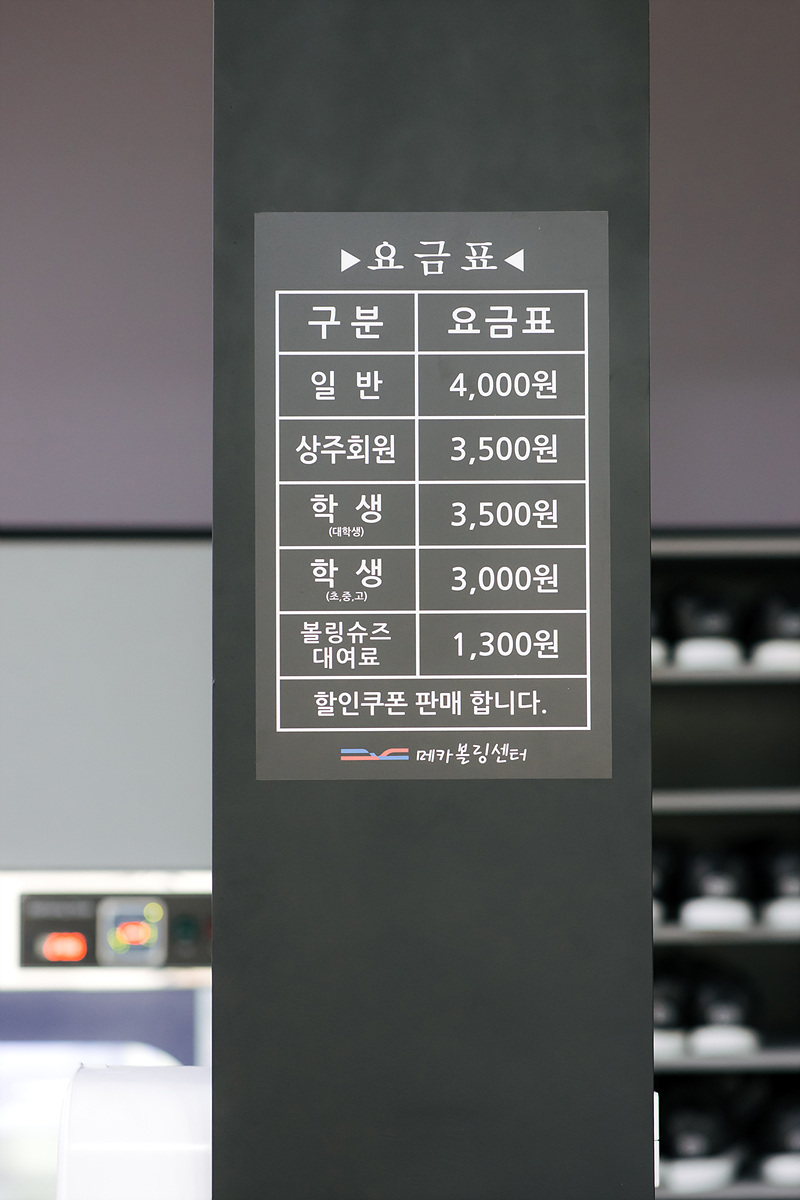 ▶요금표◀
구분 요금표
일 반 4,000원
상주회원 3,500원
학 생 3,500원
(대학생)
학 생 3,000원
(초,중,고)
볼링슈즈
대여료 1,300원
할인쿠폰 판매 합니다.
메카볼링센터